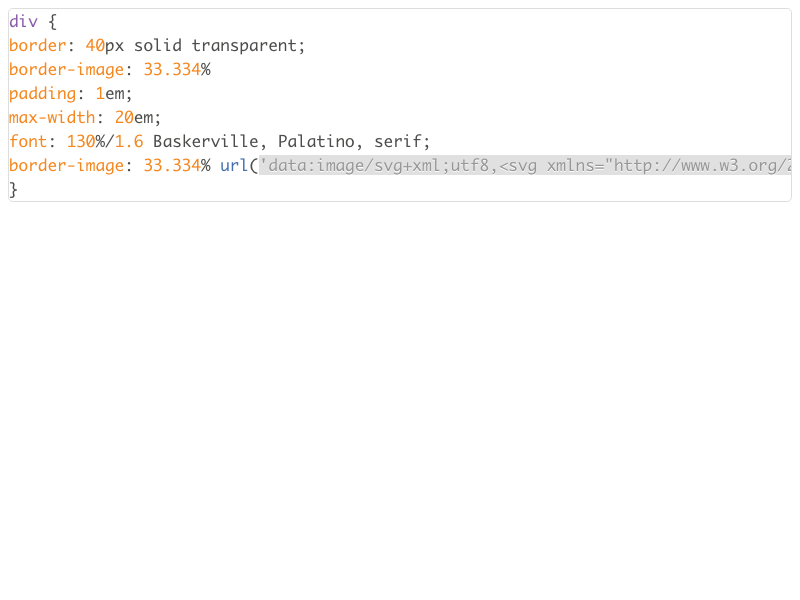 div {
border: 40px solid transparent;
border-image: 33.334%
padding: 1em;
max-width: 20em;
font: 130%/1.6 Baskerville, Palatino, serif;
border-image: 33.334% url('data:image/svg+xml;utf8,<svg xmlns="http://www.w3.org/2
}